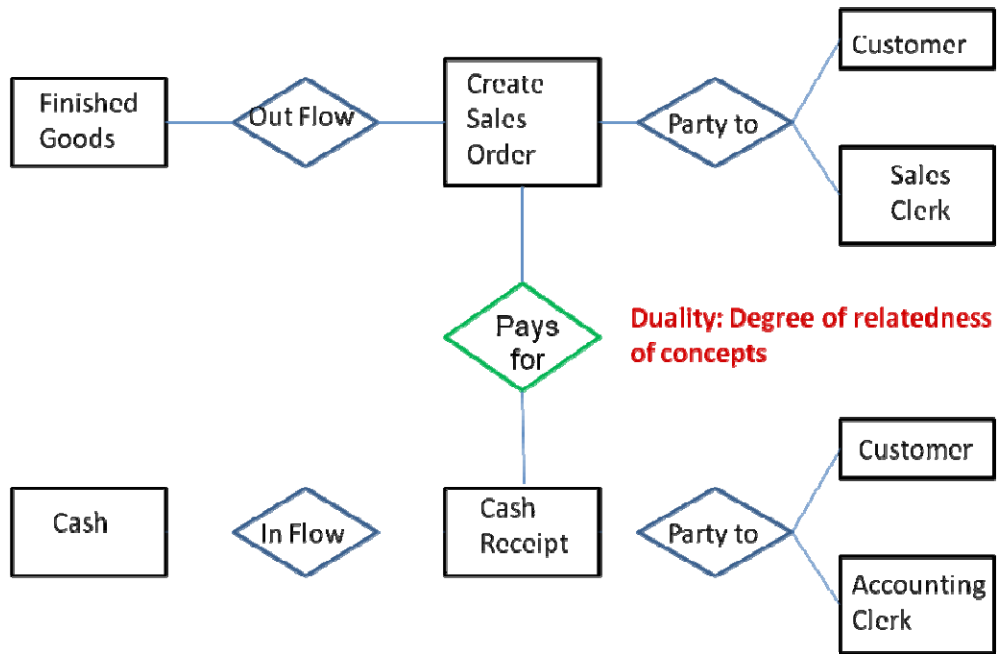 Finished
Goods
Out Flow
Create
Sales
Order
Party to
Customer
Sales
Clerk
Pays
for
Duality: Degree of relatedness
of concepts
Cash
In Flow
Cash
Receipt
Party to
Customer
Accounting
Clerk